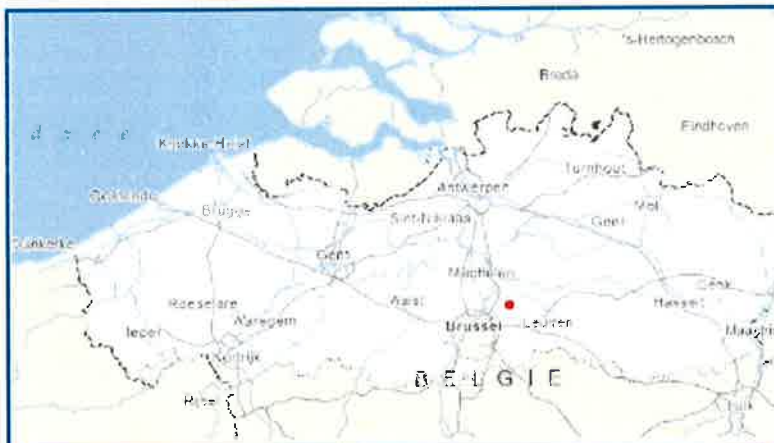 's-Hertogenbosch
Breda
Eindhoven
Knokke-Heist
Turnhout
Antwerpen
Mol
Oostende
Brugge
Sint-Niklaas
Geel
Gent
Mechelen
Genk
Roeselare
Aalst
Hasselt
Waregem
Ieper
Brussel
Leuven
Kortrijk
BELGIË